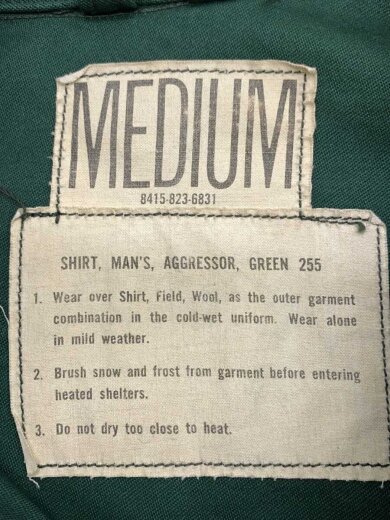 MEDIUM
8415-823-6831
SHIRT, MAN'S, AGGRESSOR, GREEN 255
1. Wear over Shirt, Field, Wool, as the outer garment
combination in the cold-wet uniform. Wear alone
in mild weather.
2. Brush snow and frost from garment before entering
heated shelters.
3. Do not dry too close to heat.